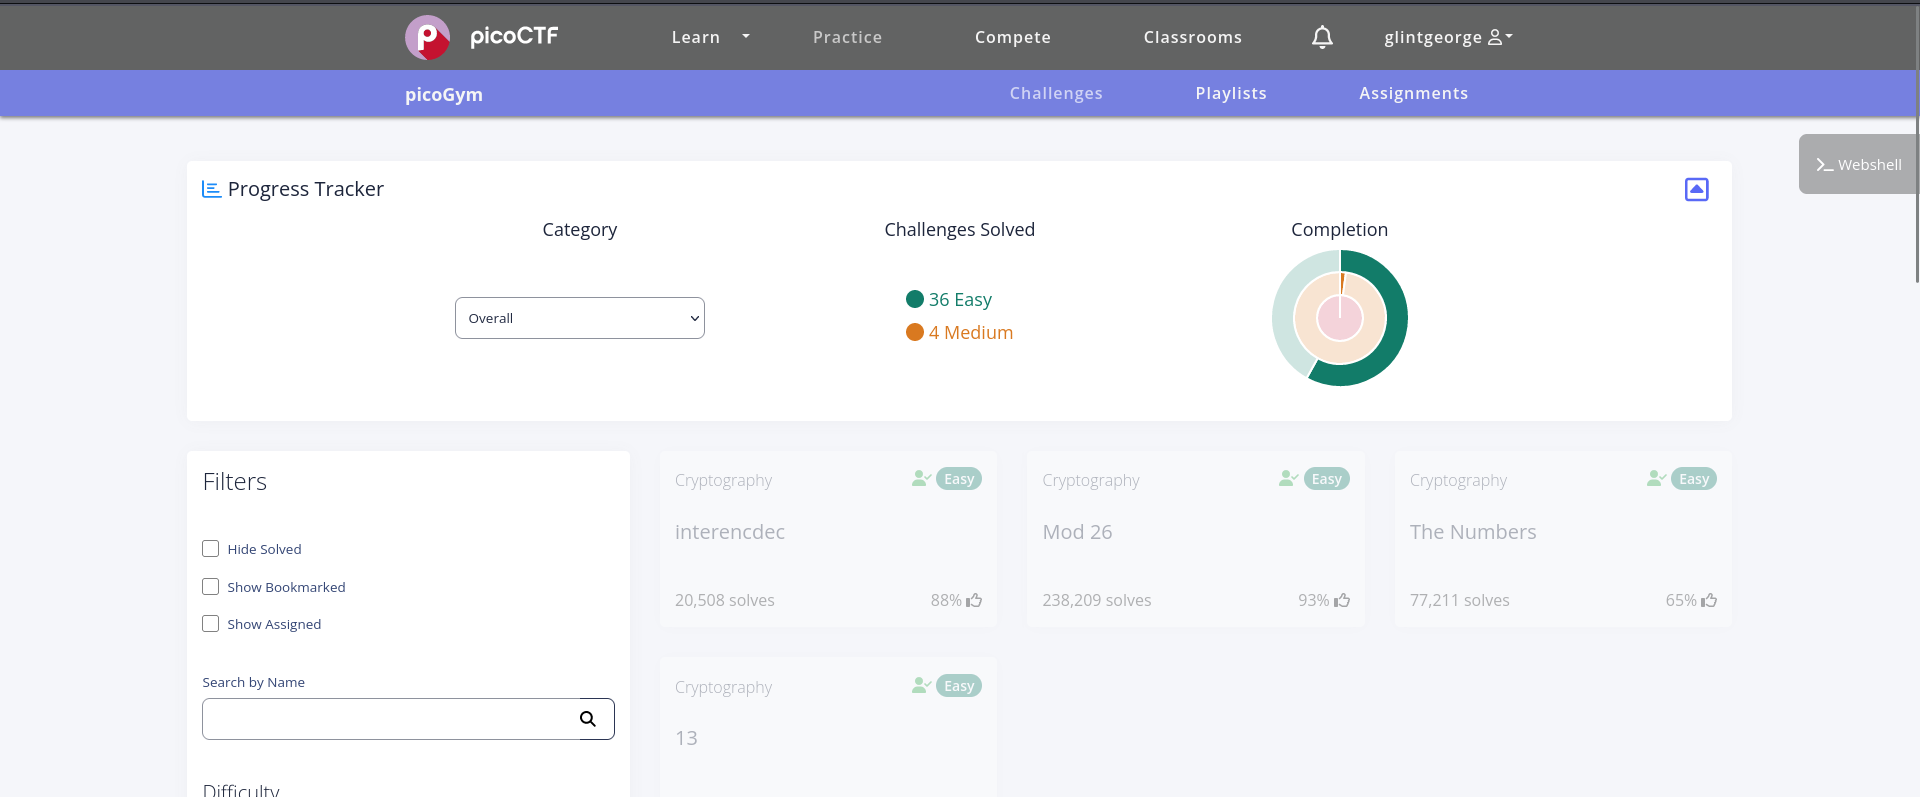 picoCTF
Learn
Practice
Compete
Classrooms
glintgeorge
picoGym
Challenges
Playlists
Assignments
Webshell
Progress Tracker
Category
Challenges Solved
Completion
Overall
36 Easy
4 Medium
Filters
Hide Solved
Show Bookmarked
Show Assigned
Search by Name
Difficulty
Cryptography
Easy
interencdec
20,508 solves
88%
Cryptography
Easy
Mod 26
238,209 solves
93%
Cryptography
Easy
The Numbers
77,211 solves
65%
Cryptography
Easy
13